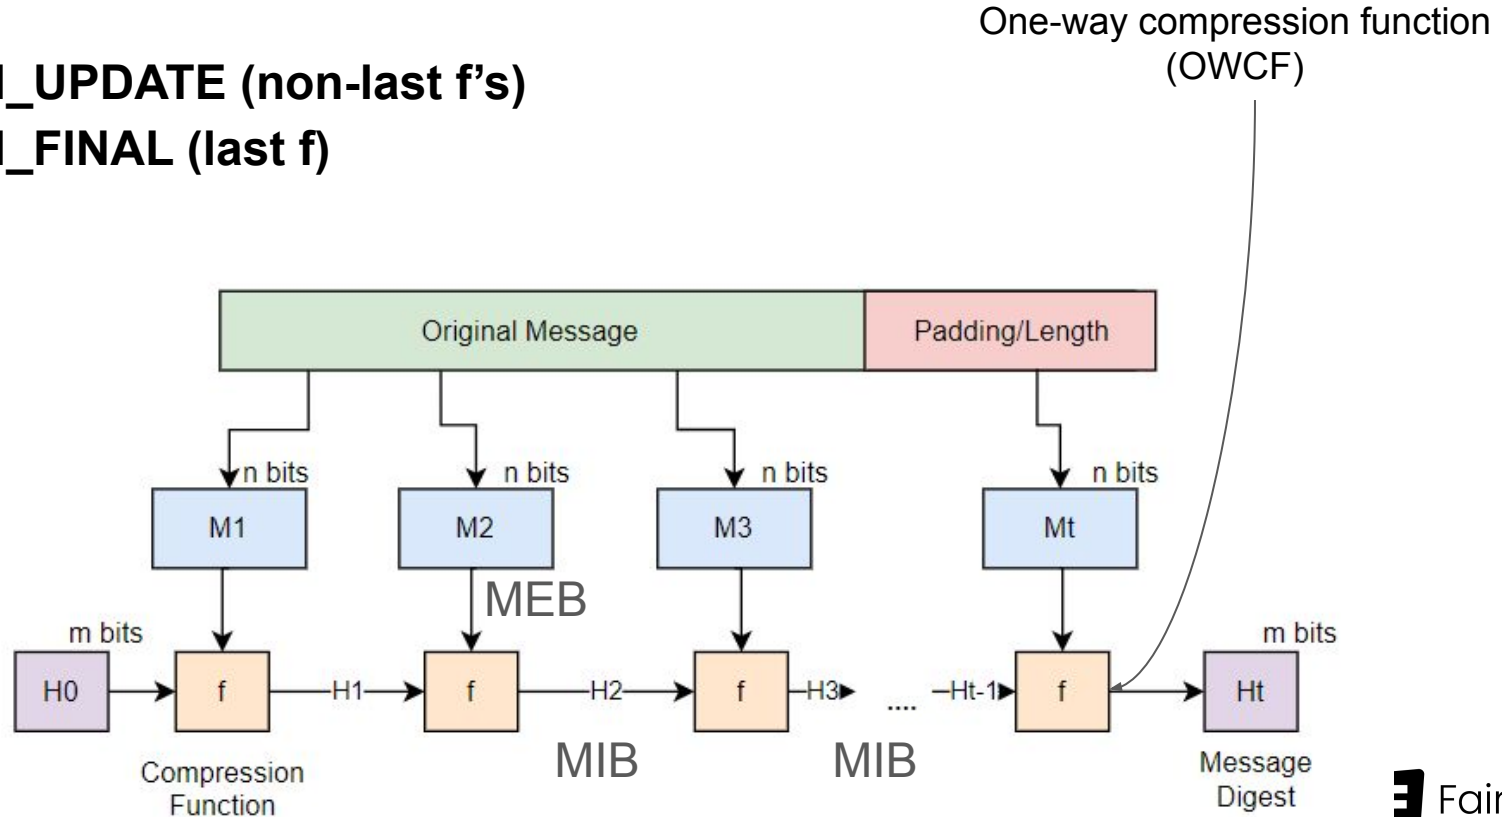 One-way compression function
(OWCF)
_UPDATE (non-last f’s)
_FINAL (last f)
Original Message
Padding/Length
n bits
n bits
n bits
n bits
M1
M2
M3
Mt
MEB
m bits
m bits
H0
f
H1
f
H2
f
H3
....
Ht-1
f
Ht
MIB
MIB
Compression
Function
Message
Digest